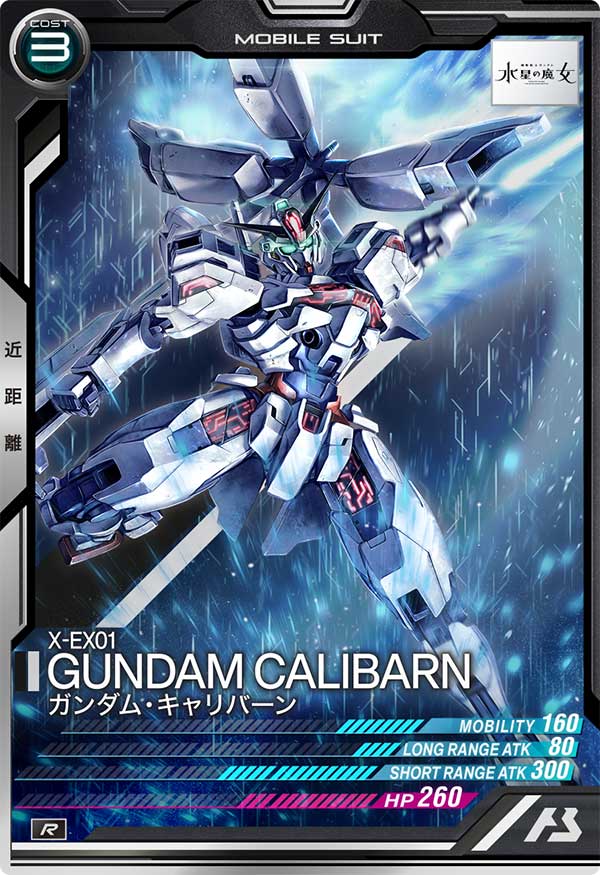 COST
3
MOBILE SUIT
水星の魔女
近距離
X-EX01
GUNDAM CALIBARN
ガンダム・キャリバーン
MOBILITY 160
LONG RANGE ATK 80
SHORT RANGE ATK 300
HP 260
R